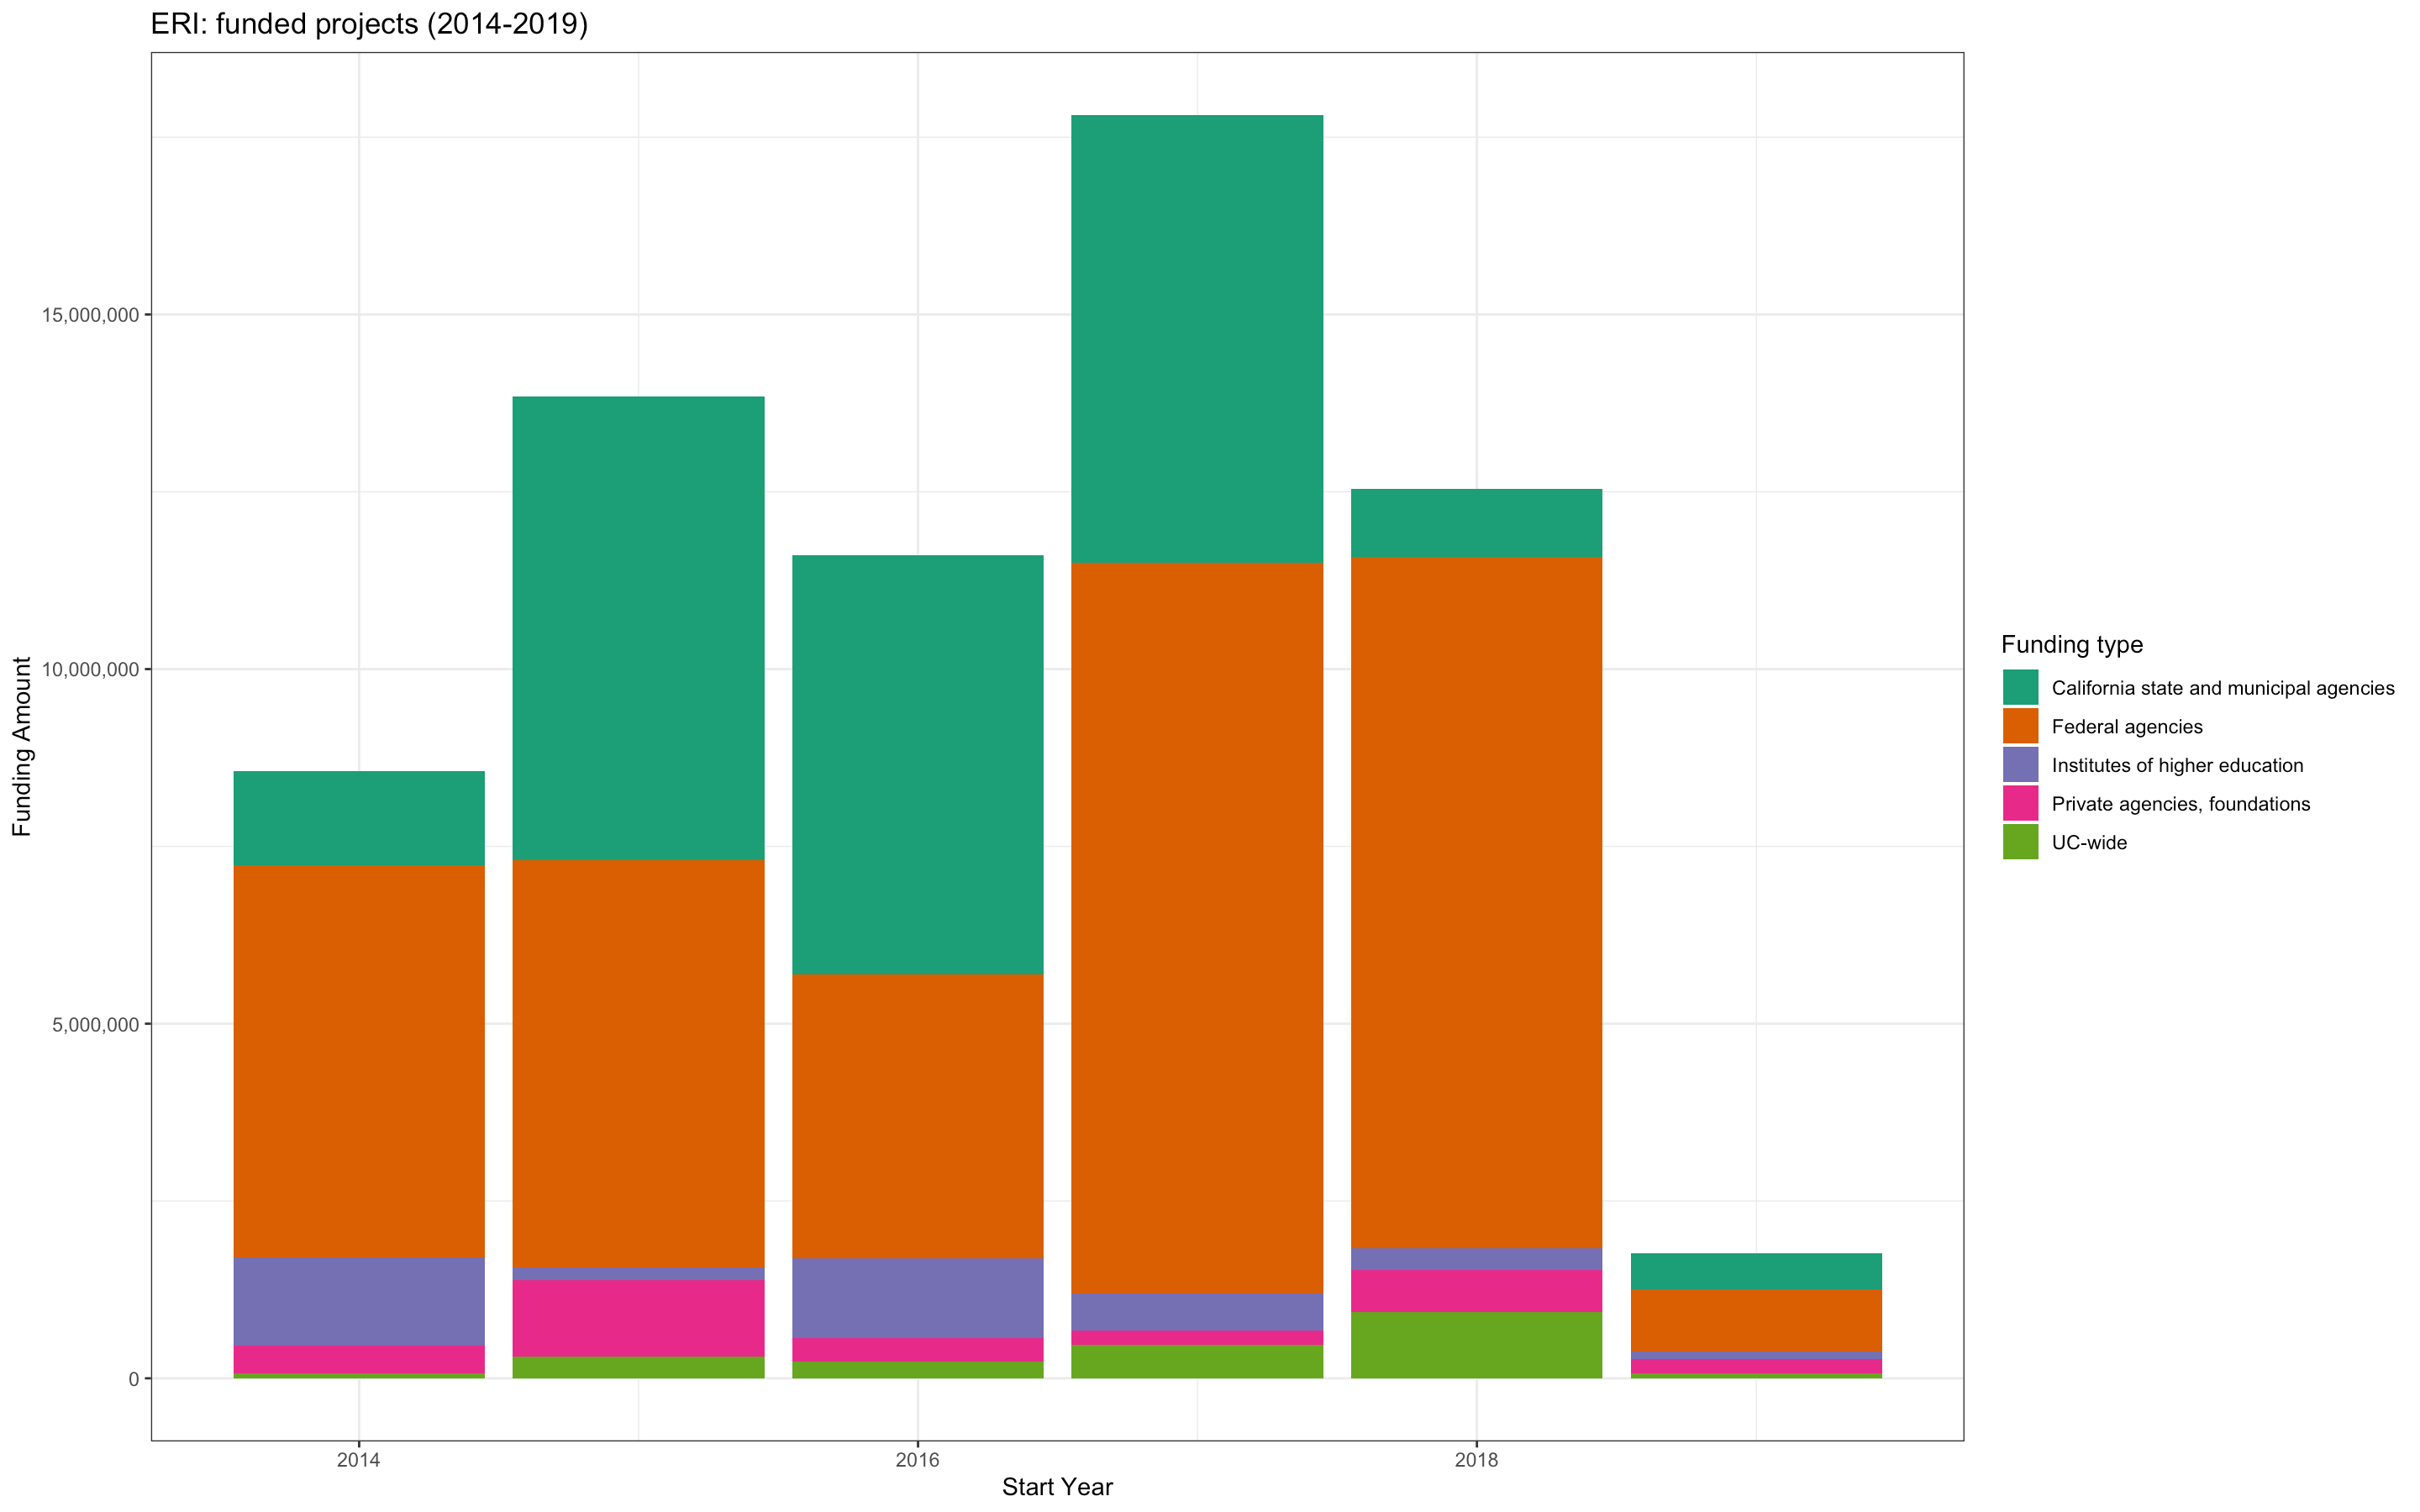 ERI: funded projects (2014-2019)
15,000,000
10,000,000
5,000,000
0
Funding Amount
2014
2016
2018
Start Year
Funding type
California state and municipal agencies
Federal agencies
Institutes of higher education
Private agencies, foundations
UC-wide